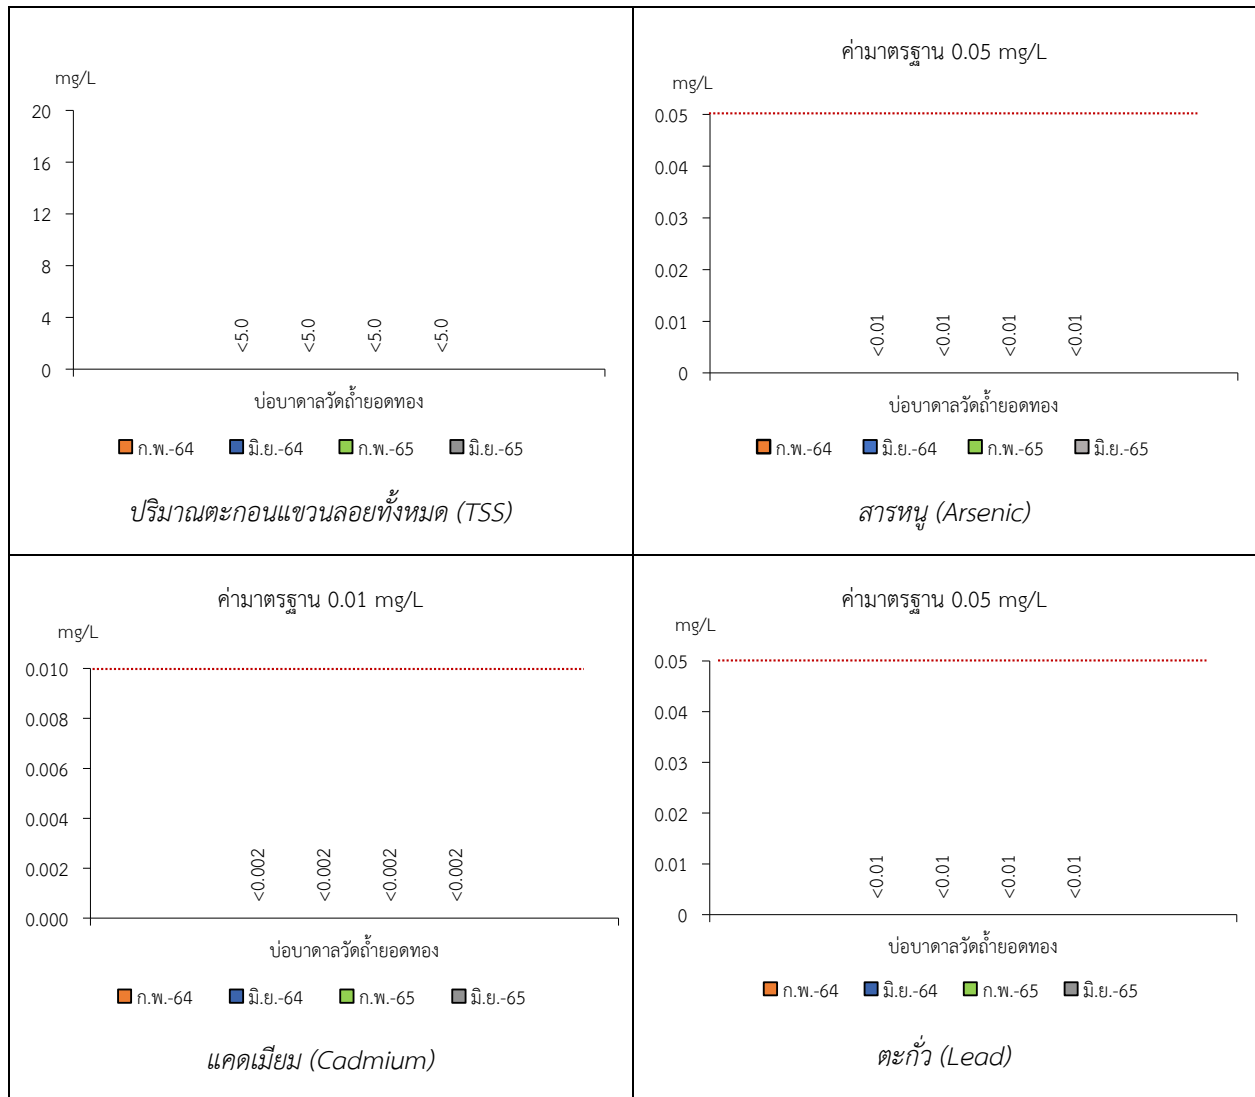 mg/L
20
16
12
8
4
0
<5.0 <5.0 <5.0 <5.0
บ่อบาดาลวัดถ้ำยอดทอง
ก.พ.-64 มิ.ย.-64 ก.พ.-65 มิ.ย.-65
ปริมาณตะกอนแขวนลอยทั้งหมด (TSS)
ค่ามาตรฐาน 0.05 mg/L
mg/L
0.05
0.04
0.03
0.02
0.01
0
<0.01 <0.01 <0.01 <0.01
บ่อบาดาลวัดถ้ำยอดทอง
ก.พ.-64 มิ.ย.-64 ก.พ.-65 มิ.ย.-65
สารหนู (Arsenic)
ค่ามาตรฐาน 0.01 mg/L
mg/L
0.010
0.008
0.006
0.004
0.002
0.000
<0.002 <0.002 <0.002 <0.002
บ่อบาดาลวัดถ้ำยอดทอง
ก.พ.-64 มิ.ย.-64 ก.พ.-65 มิ.ย.-65
แคดเมียม (Cadmium)
ค่ามาตรฐาน 0.05 mg/L
mg/L
0.05
0.04
0.03
0.02
0.01
0
<0.01 <0.01 <0.01 <0.01
บ่อบาดาลวัดถ้ำยอดทอง
ก.พ.-64 มิ.ย.-64 ก.พ.-65 มิ.ย.-65
ตะกั่ว (Lead)